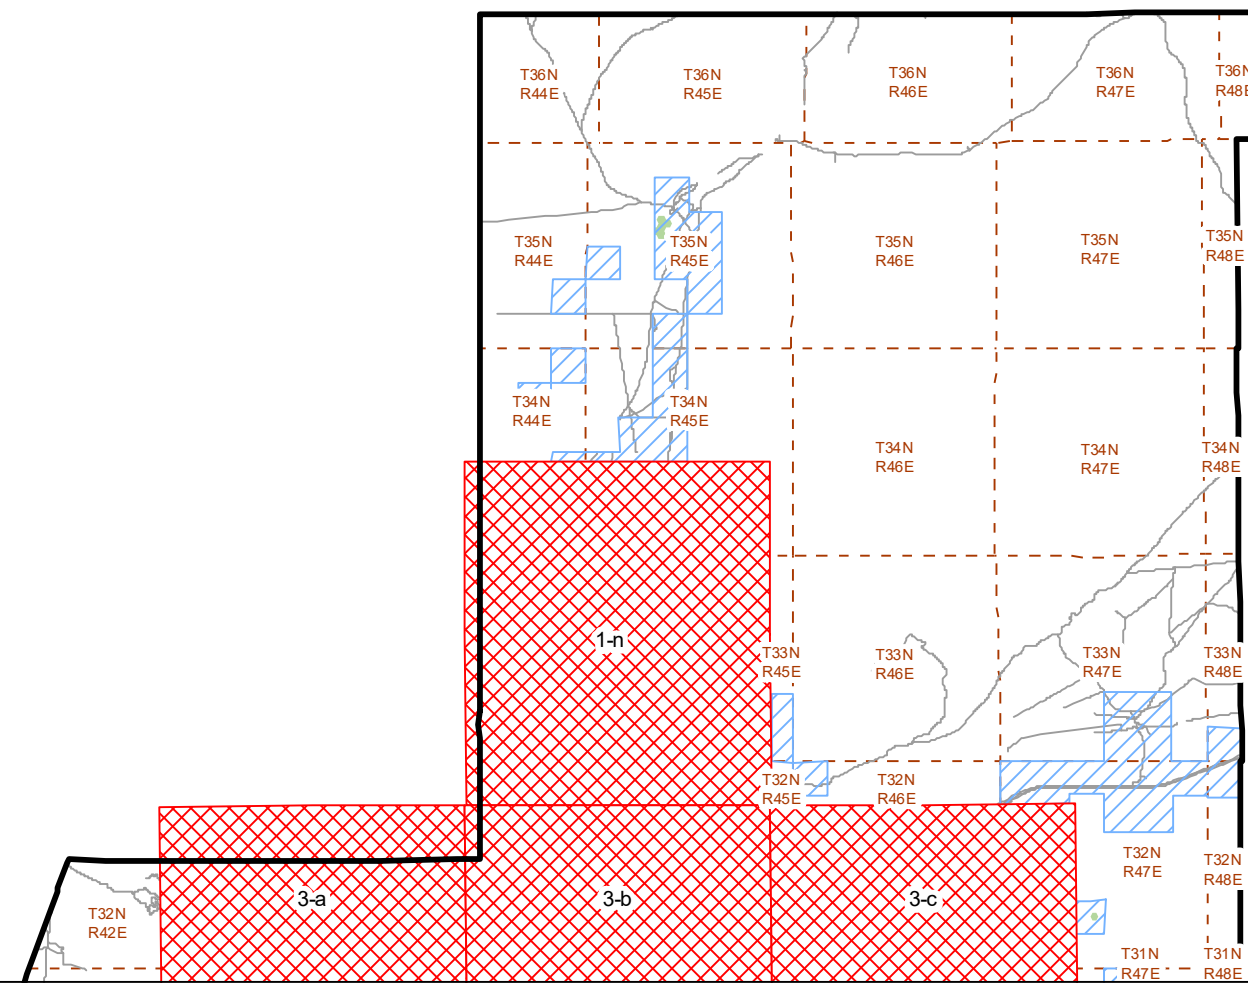 T36N
R44E
T36N
R45E
T36N
R46E
T36N
R47E
T36N
R48E
T35N
R44E
T35N
R45E
T35N
R46E
T35N
R47E
T35N
R48E
T34N
R44E
T34N
R45E
T34N
R46E
T34N
R47E
T34N
R48E
1-n
T33N
R45E
T33N
R46E
T33N
R47E
T33N
R48E
T32N
R45E
T32N
R46E
T32N
R47E
T32N
R48E
3-a
3-b
3-c
T32N
R42E
T31N
R47E
T31N
R48E